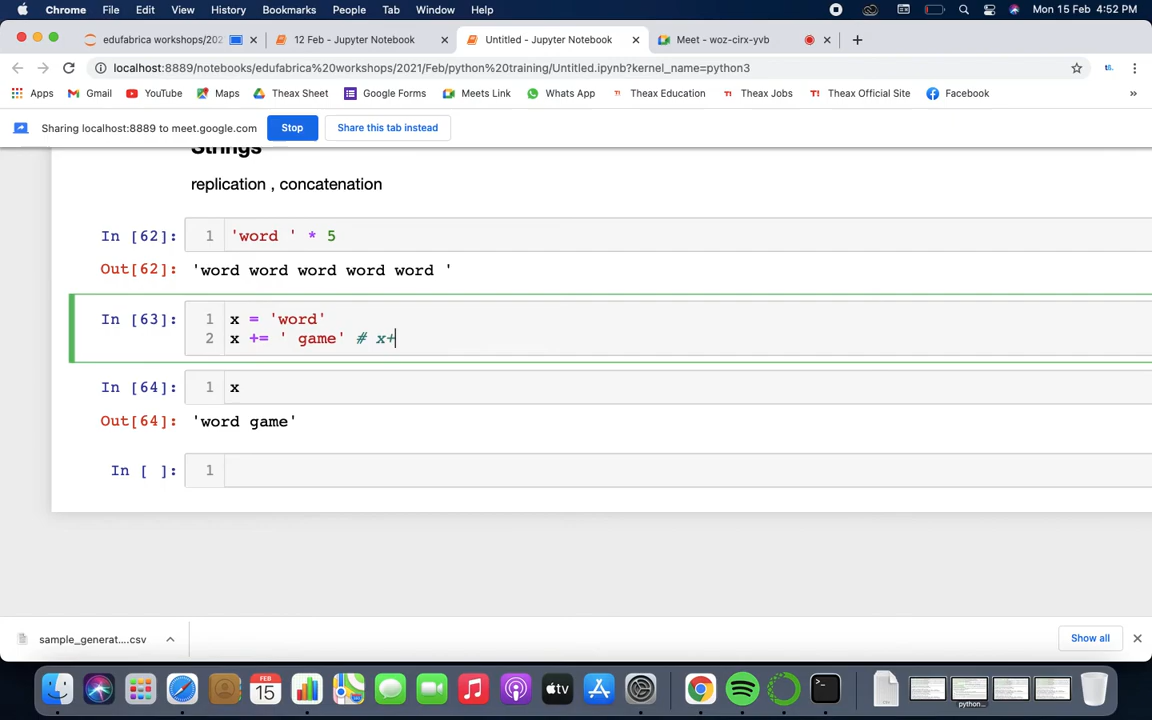 Chrome File Edit View History Bookmarks People Tab Window Help Mon 15 Feb 4:52 PM
edufabrica workshops/202 12 Feb - Jupyter Notebook Untitled - Jupyter Notebook Meet - woz-cirx-yvb
localhost:8889/notebooks/edufabrica%20workshops/2021/Feb/python%20training/Untitled.ipynb?kernel_name=python3
Apps Gmail YouTube Maps Theax Sheet Google Forms Meets Link Whats App Theax Education Theax Jobs Theax Official Site Facebook »
Sharing localhost:8889 to meet.google.com Stop Share this tab instead
Strings
replication , concatenation
In [62]: 1 'word ' * 5
Out[62]: 'word word word word word '
In [63]: 1 x = 'word'
2 x += ' game' # x+
In [64]: 1 x
Out[64]: 'word game'
In [ ]: 1
sample_generat....csv Show all
FEB
15
tv
python...